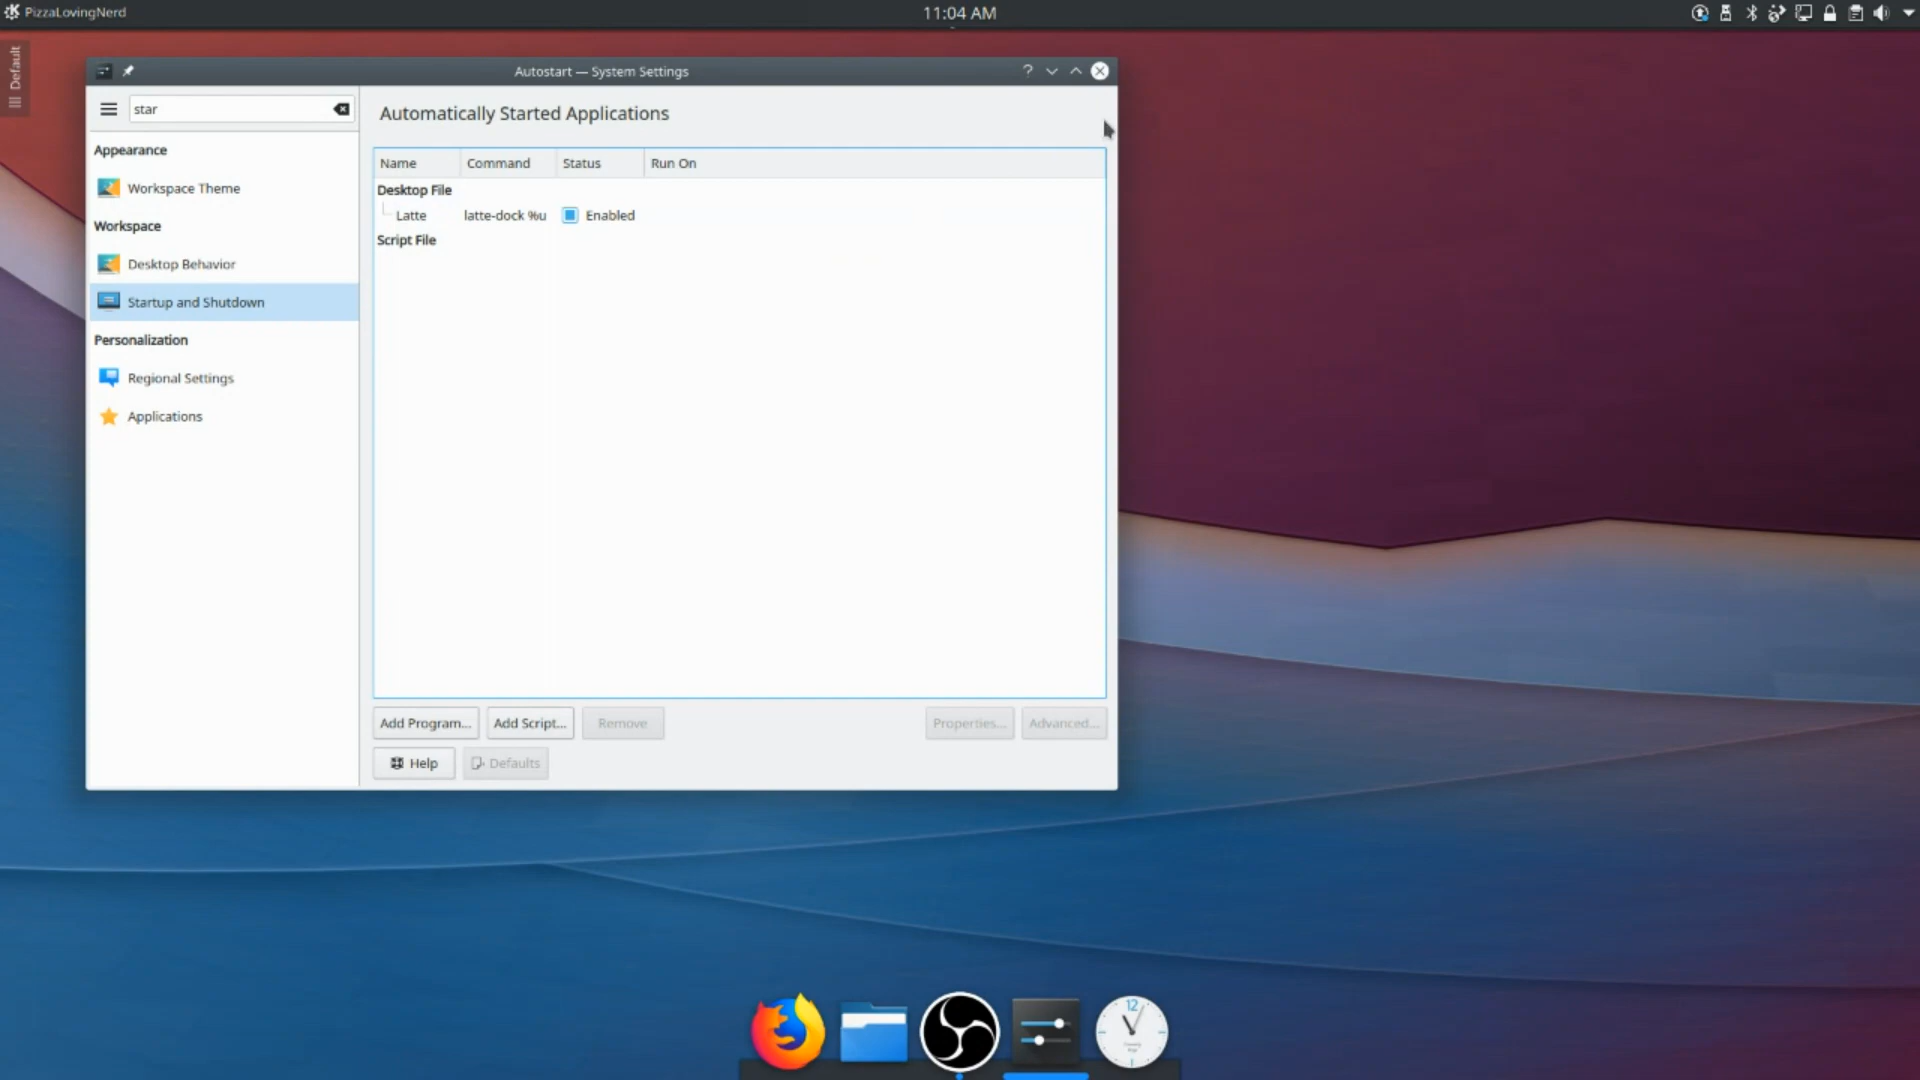 PizzaLovingNerd
11:04 AM
Default
Autostart — System Settings
star
Automatically Started Applications
Appearance
Workspace Theme
Workspace
Desktop Behavior
Startup and Shutdown
Personalization
Regional Settings
Applications
Name Command Status Run On
Desktop File
Latte latte-dock %u Enabled
Script File
Add Program... Add Script... Remove Properties... Advanced...
Help Defaults
12